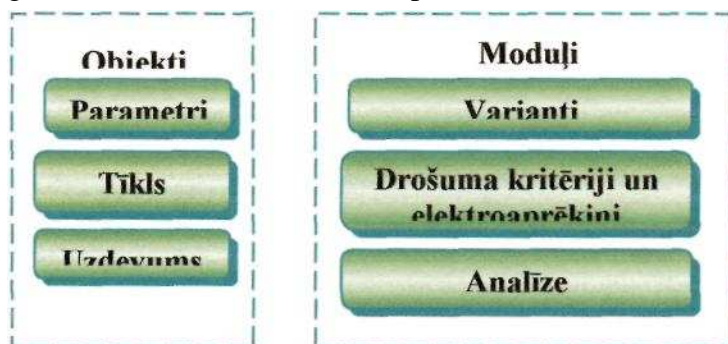 Objekti
Parametri
Tīkls
Uzdevums
Moduļi
Varianti
Drošuma kritēriji un
elektroaprēķini
Analīze